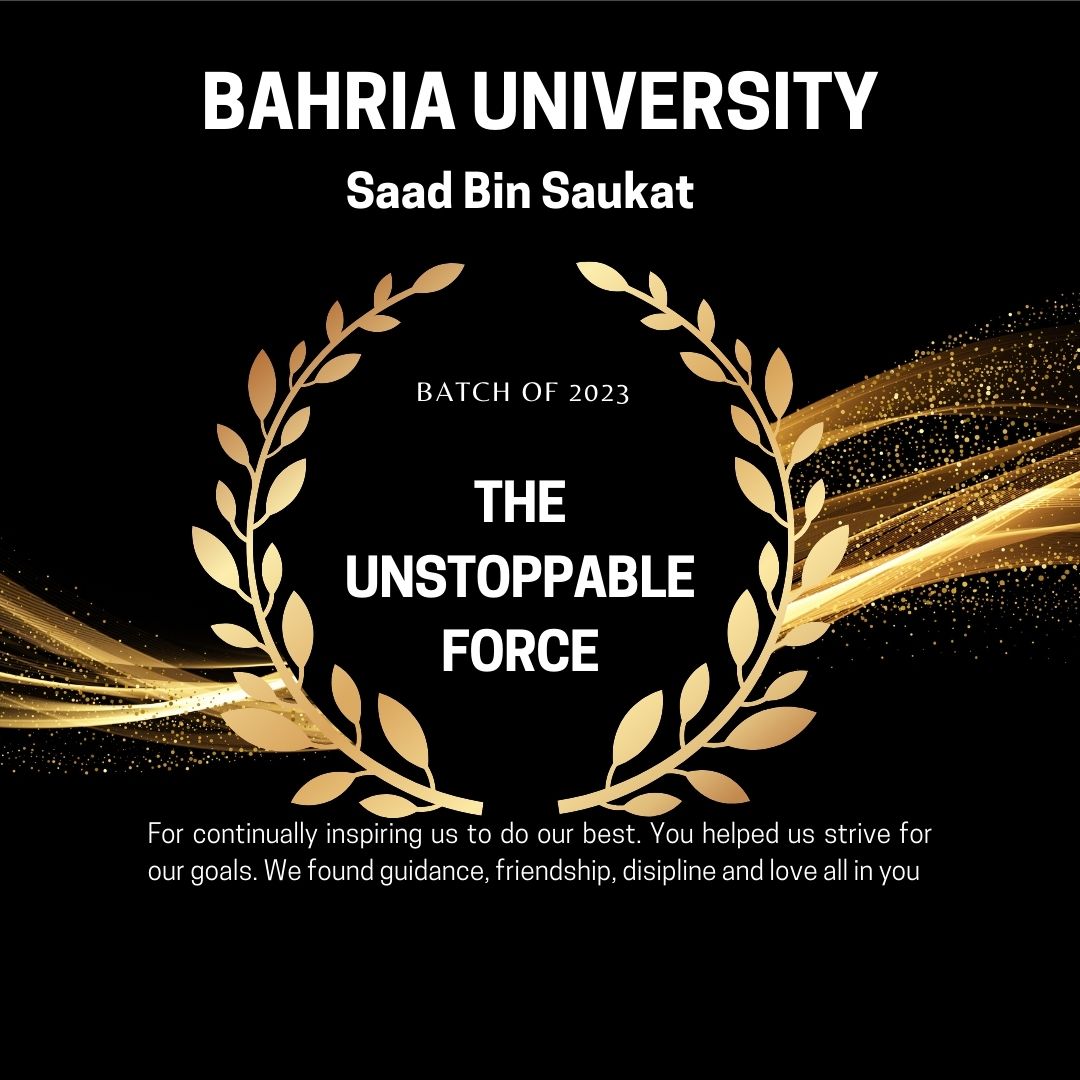 BAHRIA UNIVERSITY
Saad Bin Saukat
BATCH OF 2023
THE
UNSTOPPABLE
FORCE
For continually inspiring us to do our best. You helped us strive for
our goals. We found guidance, friendship, disipline and love all in you